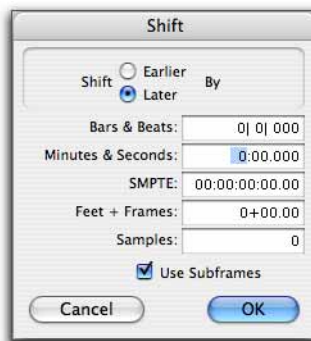 Shift
Earlier
Shift By
Later
Bars & Beats: 0| 0| 000
Minutes & Seconds: 0:00.000
SMPTE: 00:00:00:00.00
Feet + Frames: 0+00.00
Samples: 0
Use Subframes
Cancel OK